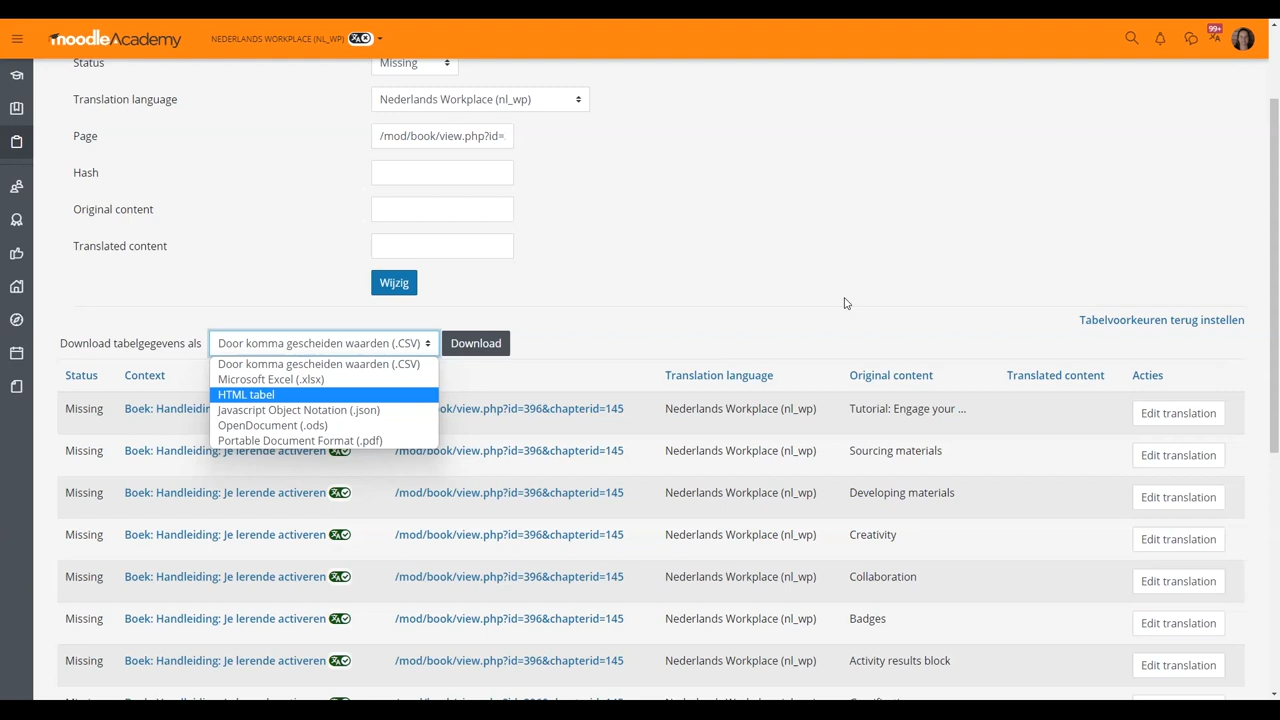 moodleAcademy NEDERLANDS WORKPLACE (NL_WP) 99+
Status Missing
Translation language Nederlands Workplace (nl_wp)
Page /mod/book/view.php?id=
Hash
Original content
Translated content
Wijzig
Tabelvoorkeuren terug instellen
Download tabelgegevens als Door komma gescheiden waarden (.CSV) Download
Door komma gescheiden waarden (.CSV)
Microsoft Excel (.xlsx)
HTML tabel
Javascript Object Notation (.json)
OpenDocument (.ods)
Portable Document Format (.pdf)
Status Context Translation language Original content Translated content Acties
Missing Boek: Handleiding ok/view.php?id=396&chapterid=145 Nederlands Workplace (nl_wp) Tutorial: Engage your ... Edit translation
Missing Boek: Handleiding: Je lerende activeren /mod/book/view.php?id=396&chapterid=145 Nederlands Workplace (nl_wp) Sourcing materials Edit translation
Missing Boek: Handleiding: Je lerende activeren /mod/book/view.php?id=396&chapterid=145 Nederlands Workplace (nl_wp) Developing materials Edit translation
Missing Boek: Handleiding: Je lerende activeren /mod/book/view.php?id=396&chapterid=145 Nederlands Workplace (nl_wp) Creativity Edit translation
Missing Boek: Handleiding: Je lerende activeren /mod/book/view.php?id=396&chapterid=145 Nederlands Workplace (nl_wp) Collaboration Edit translation
Missing Boek: Handleiding: Je lerende activeren /mod/book/view.php?id=396&chapterid=145 Nederlands Workplace (nl_wp) Badges Edit translation
Missing Boek: Handleiding: Je lerende activeren /mod/book/view.php?id=396&chapterid=145 Nederlands Workplace (nl_wp) Activity results block Edit translation